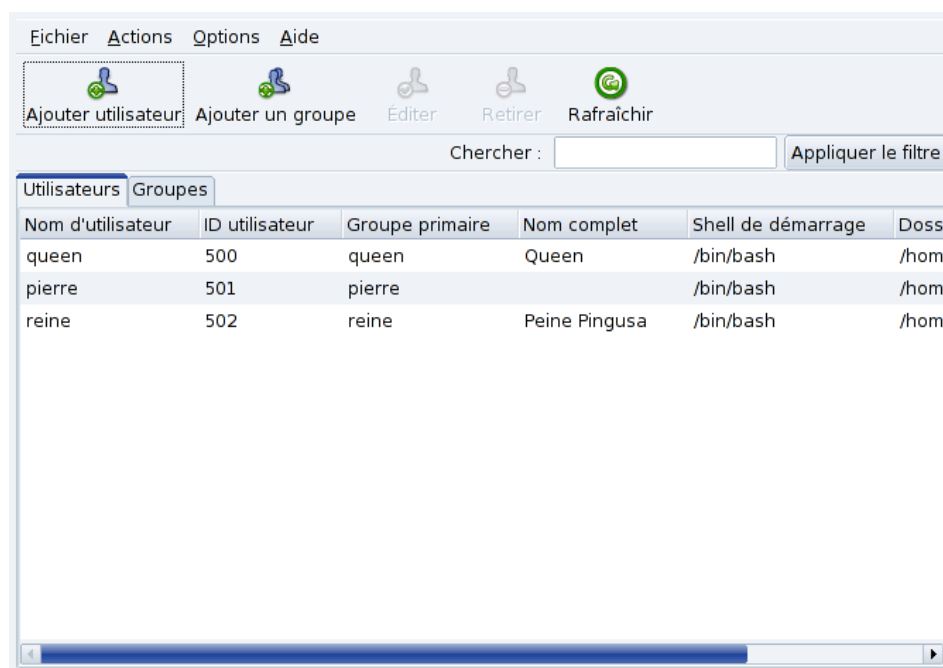 Fichier Actions Options Aide
Ajouter utilisateur Ajouter un groupe Éditer Retirer Rafraîchir
Chercher : Appliquer le filtre
Utilisateurs Groupes
Nom d'utilisateur ID utilisateur Groupe primaire Nom complet Shell de démarrage Doss
queen 500 queen Queen /bin/bash /hom
pierre 501 pierre /bin/bash /hom
reine 502 reine Peine Pingusa /bin/bash /hom